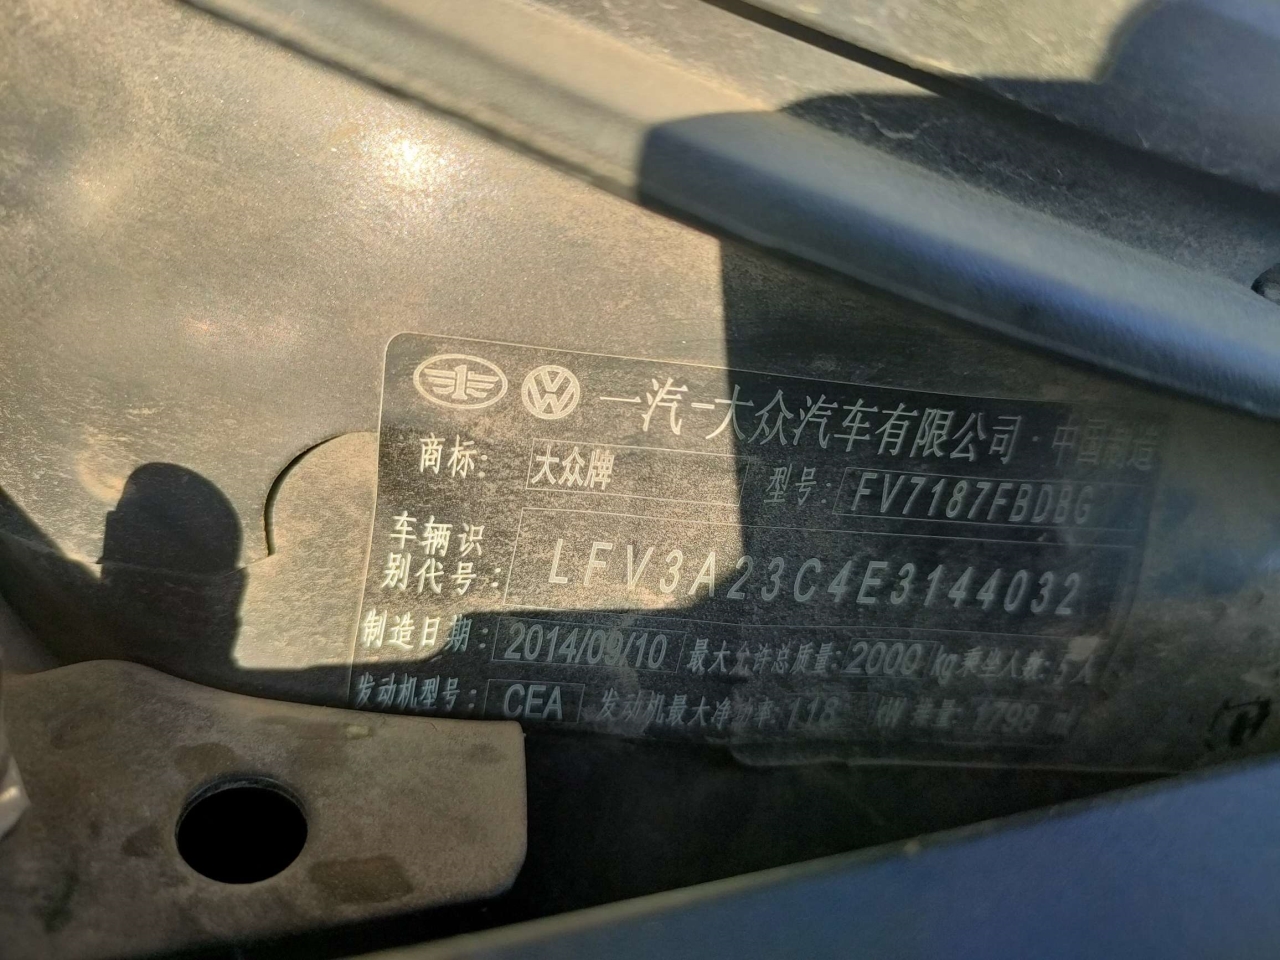 一汽-大众汽车有限公司·中国制造
商标: 大众牌 型号: FV7187FBDBG
车辆识别代号: LFV3A23C4E3144032
制造日期: 2014/09/10 最大允许总质量: 2000 kg 乘坐人数: 5人
发动机型号: CEA 发动机最大净功率: 118 kW 排量: 1798 ml